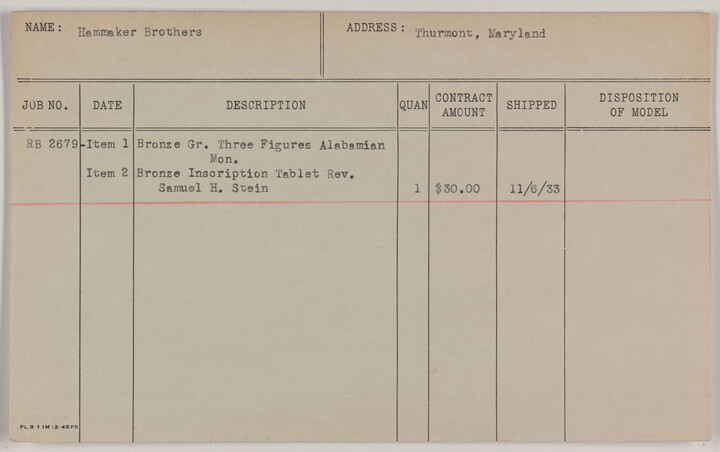 NAME: Hammaker Brothers ADDRESS: Thurmont, Maryland
JOB NO. DATE DESCRIPTION QUAN CONTRACT AMOUNT SHIPPED DISPOSITION OF MODEL
RB 2679-Item 1 Bronze Gr. Three Figures Alabamian
Mon.
Item 2 Bronze Inscription Tablet Rev.
Samuel H. Stein 1 $30.00 11/6/33